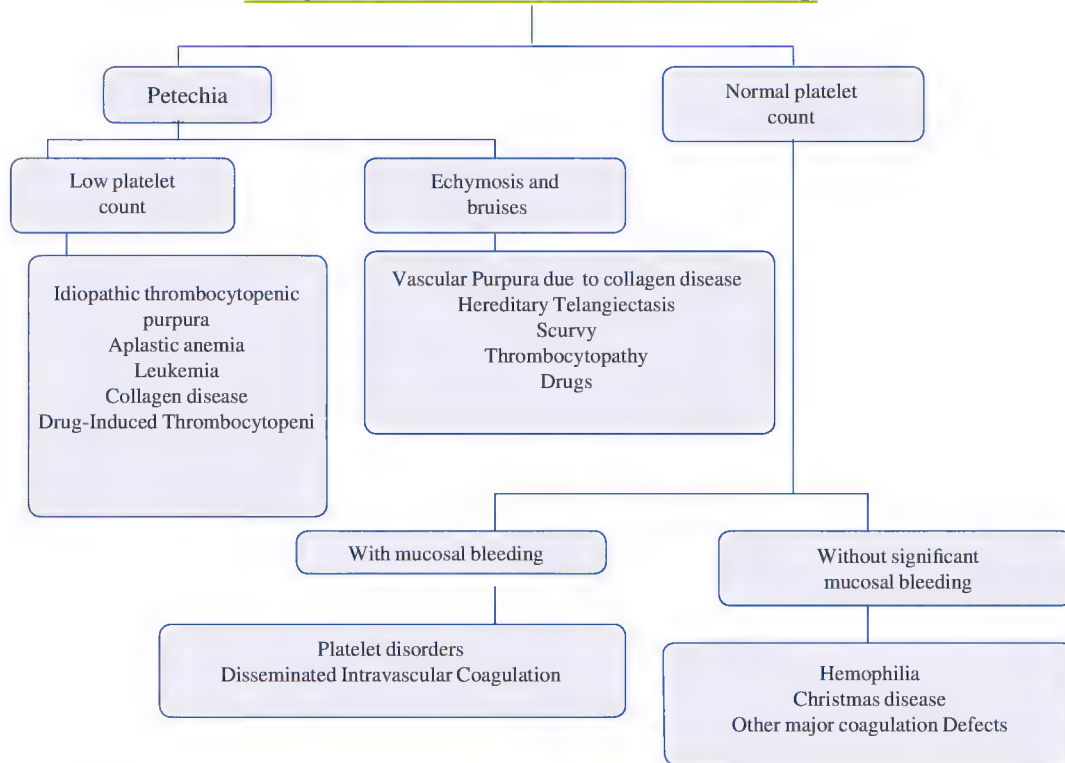 Petechia
Normal platelet
count
Low platelet
count
Echymosis and
bruises
Idiopathic thrombocytopenic
purpura
Aplastic anemia
Leukemia
Collagen disease
Drug-Induced Thrombocytopeni
Vascular Purpura due to collagen disease
Hereditary Telangiectasis
Scurvy
Thrombocytopathy
Drugs
With mucosal bleeding
Without significant
mucosal bleeding
Platelet disorders
Disseminated Intravascular Coagulation
Hemophilia
Christmas disease
Other major coagulation Defects